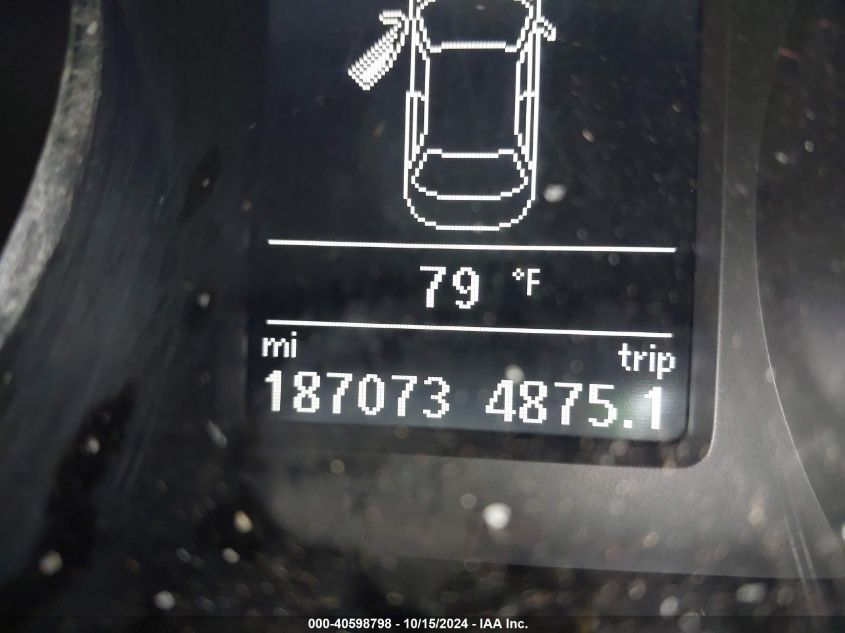 79 °F
mi trip
187073 4875.1
000-40598798 - 10/15/2024 - IAA Inc.